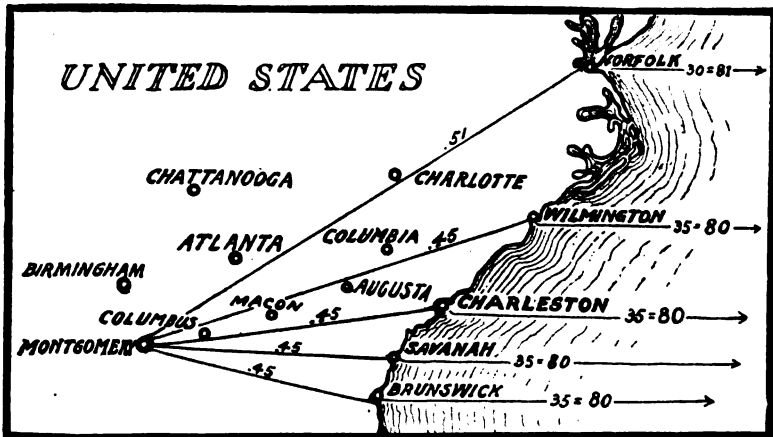 NORFOLK
30=81
UNITED STATES
.51
CHATTANOOGA
CHARLOTTE
WILMINGTON
35=80
ATLANTA
COLUMBIA
.45
BIRMINGHAM
AUGUSTA
MACON
CHARLESTON
35=80
COLUMBUS
.45
MONTGOMERY
.45
SAVANAH
35=80
.45
BRUNSWICK
35=80